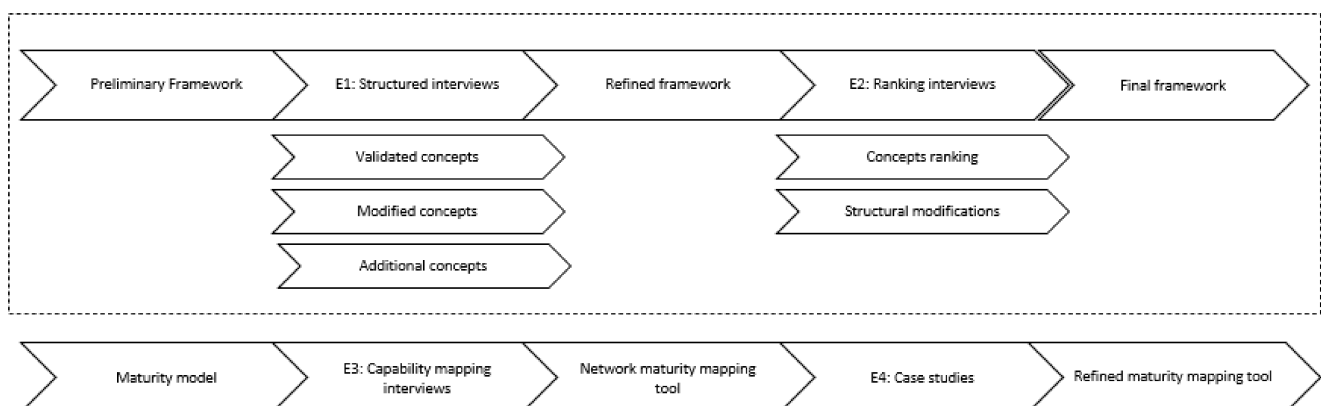 Preliminary Framework
E1: Structured interviews
Refined framework
E2: Ranking interviews
Final framework
Validated concepts
Concepts ranking
Modified concepts
Structural modifications
Additional concepts
Maturity model
E3: Capability mapping
interviews
Network maturity mapping
tool
E4: Case studies
Refined maturity mapping tool